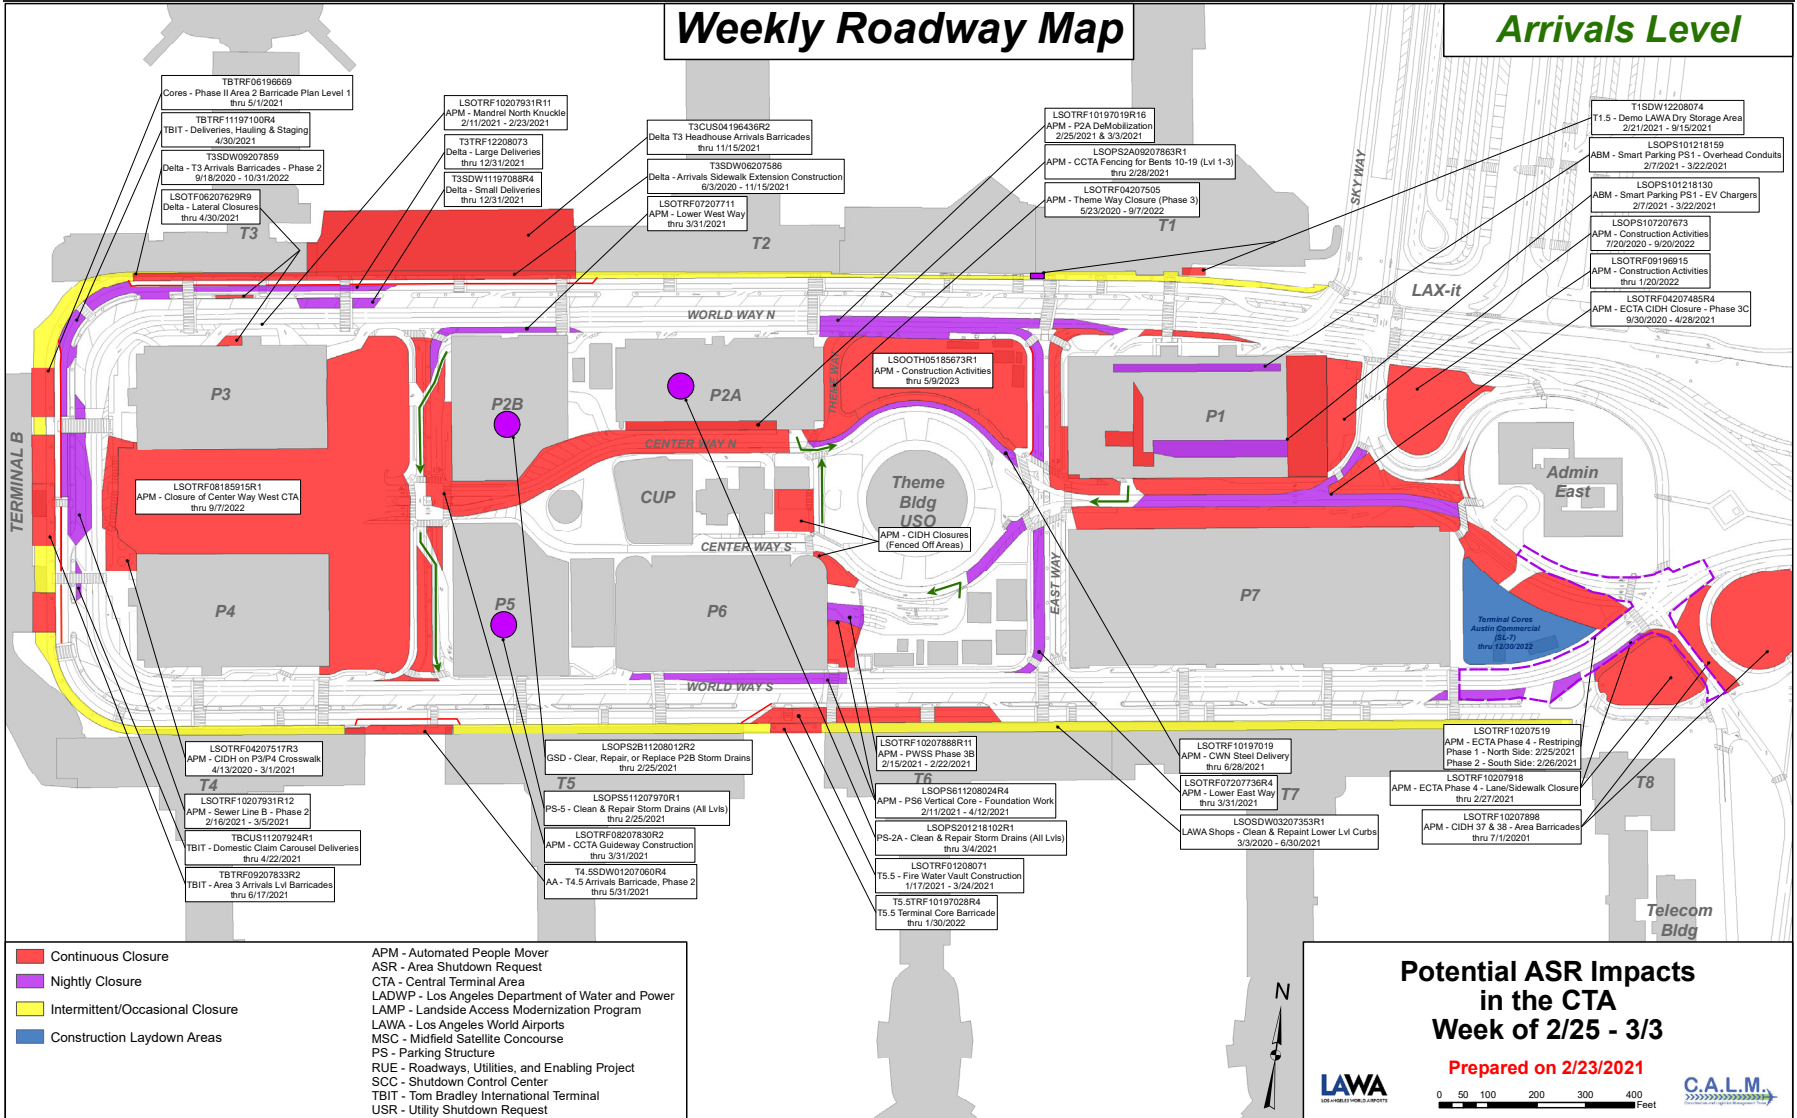 Weekly Roadway Map
Arrivals Level
TBTRF06196669
Cores - Phase II Area 2 Barricade Plan Level 1
thru 5/1/2021
TBTRF11197100R4
TBIT - Deliveries, Hauling & Staging
4/30/2021
T3SDW09207859
Delta - T3 Arrivals Barricades - Phase 2
9/18/2020 - 10/31/2022
LSOTF06207629R9
Delta - Lateral Closures
thru 4/30/2021
LSOTRF10207931R11
APM - Mandrel North Knuckle
2/11/2021 - 2/23/2021
T3TRF12208073
Delta - Large Deliveries
thru 12/31/2021
T3SDW11197088R4
Delta - Small Deliveries
thru 12/31/2021
T3CUS04196436R2
Delta T3 Headhouse Arrivals Barricades
thru 11/15/2021
T3SDW06207586
Delta - Arrivals Sidewalk Extension Construction
6/3/2020 - 11/15/2021
LSOTRF07207711
APM - Lower West Way
thru 3/31/2021
LSOTRF10197019R16
APM - P2A DeMobilization
2/25/2021 & 3/3/2021
LSOPS2A09207863R1
APM - CCTA Fencing for Bents 10-19 (Lvl 1-3)
thru 2/28/2021
LSOTRF04207505
APM - Theme Way Closure (Phase 3)
5/23/2020 - 9/7/2022
T1SDW12208074
T1.5 - Demo LAWA Dry Storage Area
2/21/2021 - 9/15/2021
LSOPS101218159
ABM - Smart Parking PS1 - Overhead Conduits
2/7/2021 - 3/22/2021
LSOPS101218130
ABM - Smart Parking PS1 - EV Chargers
2/7/2021 - 3/22/2021
LSOPS107207673
APM - Construction Activities
7/20/2020 - 9/20/2022
LSOTRF09196915
APM - Construction Activities
thru 1/20/2022
LSOTRF04207485R4
APM - ECTA CIDH Closure - Phase 3C
9/30/2020 - 4/28/2021
T3
T2
T1
SKY WAY
LAX-it
WORLD WAY N
P3
P2B
P2A
THEME WAY
LSOOTH05185673R1
APM - Construction Activities
thru 5/9/2023
P1
CENTER WAY N
TERMINAL B
LSOTRF08185915R1
APM - Closure of Center Way West CTA
thru 9/7/2022
CUP
Theme
Bldg
USO
Admin
East
APM - CIDH Closures
(Fenced Off Areas)
CENTER WAY S
EAST WAY
P4
P5
P6
P7
Terminal Cores
Austin Commercial
(SL-7)
thru 12/30/2022
WORLD WAY S
LSOTRF04207517R3
APM - CIDH on P3/P4 Crosswalk
4/13/2020 - 3/1/2021
T4
LSOTRF10207931R12
APM - Sewer Line B - Phase 2
2/16/2021 - 3/5/2021
TBCUS11207924R1
TBIT - Domestic Claim Carousel Deliveries
thru 4/22/2021
TBTRF09207833R2
TBIT - Area 3 Arrivals Lvl Barricades
thru 6/17/2021
LSOPS2B11208012R2
GSD - Clear, Repair, or Replace P2B Storm Drains
thru 2/25/2021
T5
LSOPS511207970R1
PS-5 - Clean & Repair Storm Drains (All Lvls)
thru 2/25/2021
LSOTRF08207830R2
APM - CCTA Guideway Construction
thru 3/31/2021
T4.5SDW01207060R4
AA - T4.5 Arrivals Barricade, Phase 2
thru 5/31/2021
LSOTRF10207888R11
APM - PWSS Phase 3B
2/15/2021 - 2/22/2021
T6
LSOPS611208024R4
APM - PS6 Vertical Core - Foundation Work
2/11/2021 - 4/12/2021
LSOPS201218102R1
PS-2A - Clean & Repair Storm Drains (All Lvls)
thru 3/4/2021
LSOTRF01208071
T5.5 - Fire Water Vault Construction
1/17/2021 - 3/24/2021
T5.5TRF10197028R4
T5.5 Terminal Core Barricade
thru 1/30/2022
LSOTRF10197019
APM - CWN Steel Delivery
thru 6/28/2021
LSOTRF07207736R4
APM - Lower East Way
thru 3/31/2021
T7
LSOSDW03207353R1
LAWA Shops - Clean & Repaint Lower Lvl Curbs
3/3/2020 - 6/30/2021
LSOTRF10207519
APM - ECTA Phase 4 - Restriping
Phase 1 - North Side: 2/25/2021
Phase 2 - South Side: 2/26/2021
LSOTRF10207918
APM - ECTA Phase 4 - Lane/Sidewalk Closure
thru 2/27/2021
LSOTRF10207898
APM - CIDH 37 & 38 - Area Barricades
thru 7/1/20201
T8
Telecom
Bldg
Continuous Closure
Nightly Closure
Intermittent/Occasional Closure
Construction Laydown Areas
APM - Automated People Mover
ASR - Area Shutdown Request
CTA - Central Terminal Area
LADWP - Los Angeles Department of Water and Power
LAMP - Landside Access Modernization Program
LAWA - Los Angeles World Airports
MSC - Midfield Satellite Concourse
PS - Parking Structure
RUE - Roadways, Utilities, and Enabling Project
SCC - Shutdown Control Center
TBIT - Tom Bradley International Terminal
USR - Utility Shutdown Request
N
Potential ASR Impacts
in the CTA
Week of 2/25 - 3/3
Prepared on 2/23/2021
LAWA
LOS ANGELES WORLD AIRPORTS
0 50 100 200 300 400
Feet
C.A.L.M.